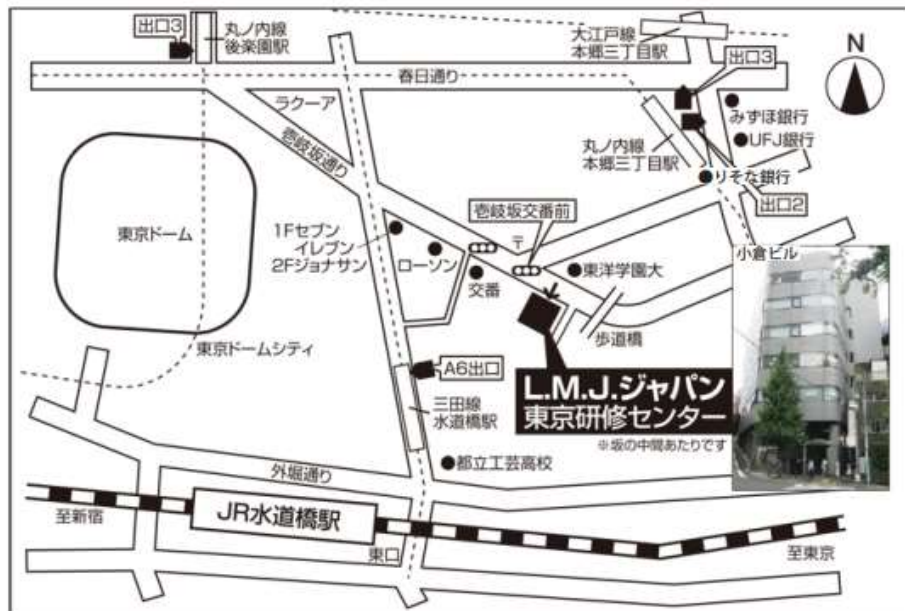 出口3
丸ノ内線
後楽園駅
大江戸線
本郷三丁目駅
出口3
N
春日通り
ラクーア
みずほ銀行
UFJ銀行
丸ノ内線
本郷三丁目駅
りそな銀行
壱岐坂通り
出口2
壱岐坂交番前
〒
東京ドーム
1Fセブン
イレブン
2Fジョナサン
ローソン
交番
東洋学園大
小倉ビル
歩道橋
東京ドームシティ
A6出口
L.M.J.ジャパン
東京研修センター
※坂の中間あたりです
三田線
水道橋駅
都立工芸高校
外堀通り
JR水道橋駅
至新宿
東口
至東京